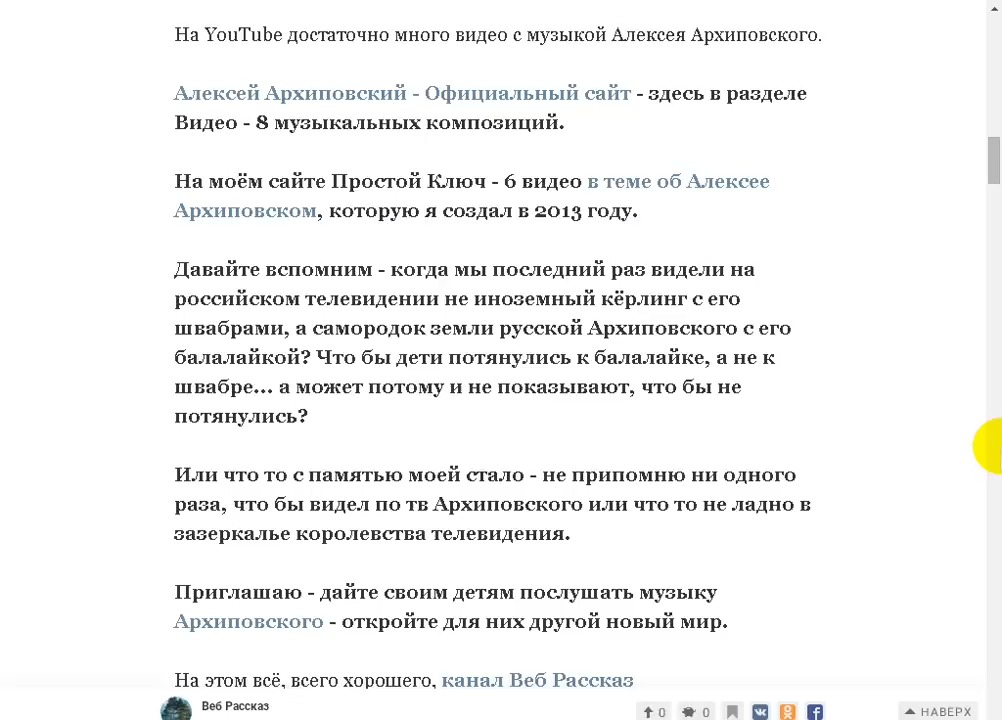 На YouTube достаточно много видео с музыкой Алексея Архиповского.
Алексей Архиповский - Официальный сайт - здесь в разделе
Видео - 8 музыкальных композиций.
На моём сайте Простой Ключ - 6 видео в теме об Алексее
Архиповском, которую я создал в 2013 году.
Давайте вспомним - когда мы последний раз видели на
российском телевидении не иноземный кёрлинг с его
швабрами, а самородок земли русской Архиповского с его
балалайкой? Что бы дети потянулись к балалайке, а не к
швабре... а может потому и не показывают, что бы не
потянулись?
Или что то с памятью моей стало - не припомню ни одного
раза, что бы видел по тв Архиповского или что то не ладно в
зазеркалье королевства телевидения.
Приглашаю - дайте своим детям послушать музыку
Архиповского - откройте для них другой новый мир.
На этом всё, всего хорошего, канал Веб Рассказ
Веб Рассказ
0 0 НАВЕРХ